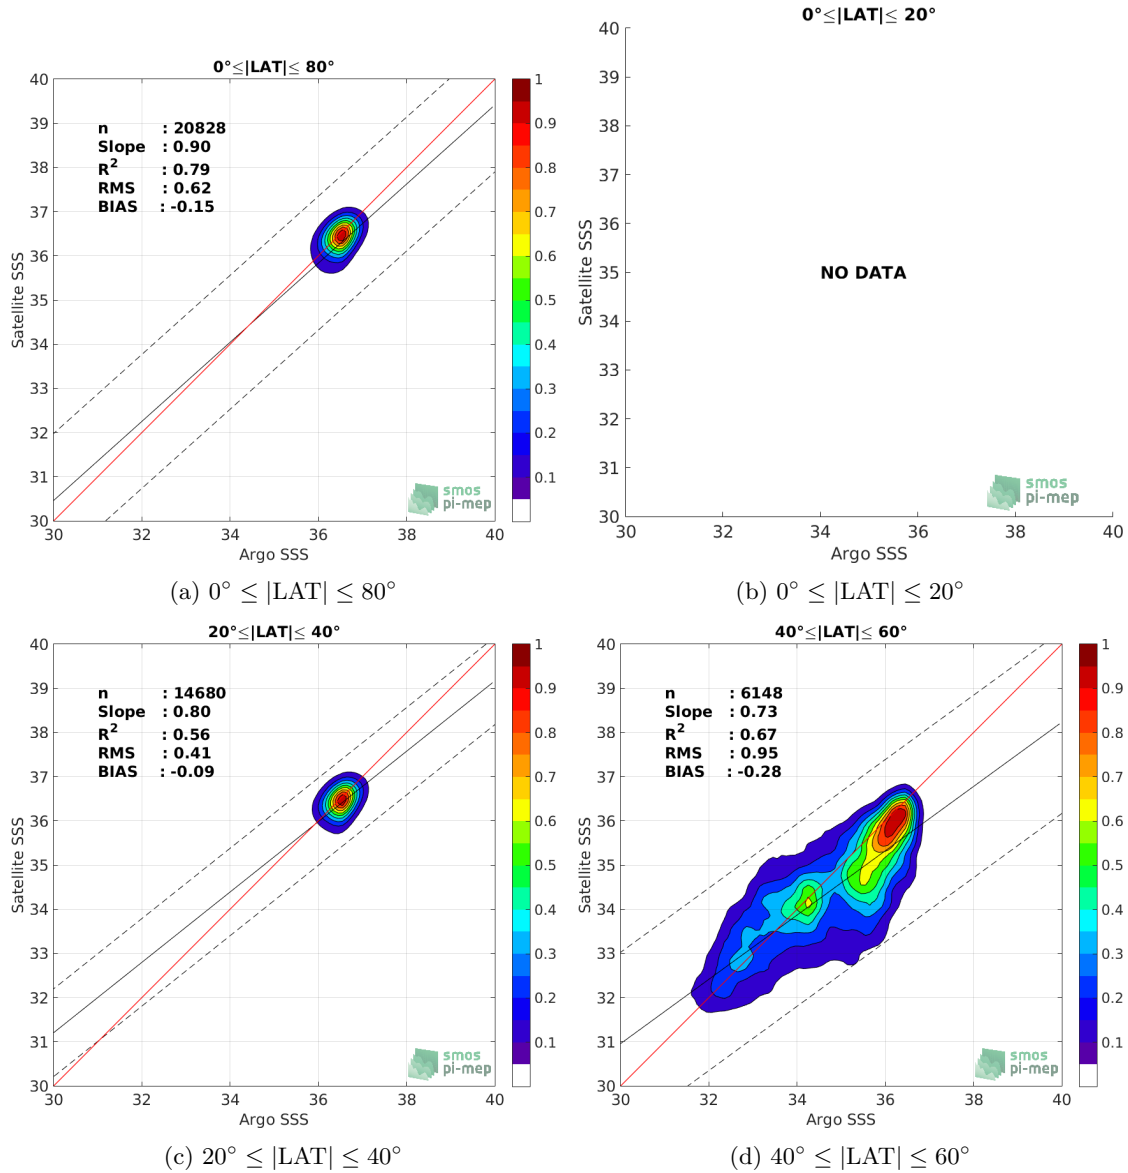 0°≤|LAT|≤ 80°
n : 20828
Slope : 0.90
R² : 0.79
RMS : 0.62
BIAS : -0.15
Satellite SSS
40
39
38
37
36
35
34
33
32
31
30
30 32 34 36 38 40
Argo SSS
1
0.9
0.8
0.7
0.6
0.5
0.4
0.3
0.2
0.1
smos
pi-mep
(a) 0° ≤ |LAT| ≤ 80°
0°≤|LAT|≤ 20°
Satellite SSS
40
39
38
37
36
35
34
33
32
31
30
NO DATA
30 32 34 36 38 40
Argo SSS
smos
pi-mep
(b) 0° ≤ |LAT| ≤ 20°
20°≤|LAT|≤ 40°
n : 14680
Slope : 0.80
R² : 0.56
RMS : 0.41
BIAS : -0.09
Satellite SSS
40
39
38
37
36
35
34
33
32
31
30
30 32 34 36 38 40
Argo SSS
1
0.9
0.8
0.7
0.6
0.5
0.4
0.3
0.2
0.1
smos
pi-mep
(c) 20° ≤ |LAT| ≤ 40°
40°≤|LAT|≤ 60°
n : 6148
Slope : 0.73
R² : 0.67
RMS : 0.95
BIAS : -0.28
Satellite SSS
40
39
38
37
36
35
34
33
32
31
30
30 32 34 36 38 40
Argo SSS
1
0.9
0.8
0.7
0.6
0.5
0.4
0.3
0.2
0.1
smos
pi-mep
(d) 40° ≤ |LAT| ≤ 60°